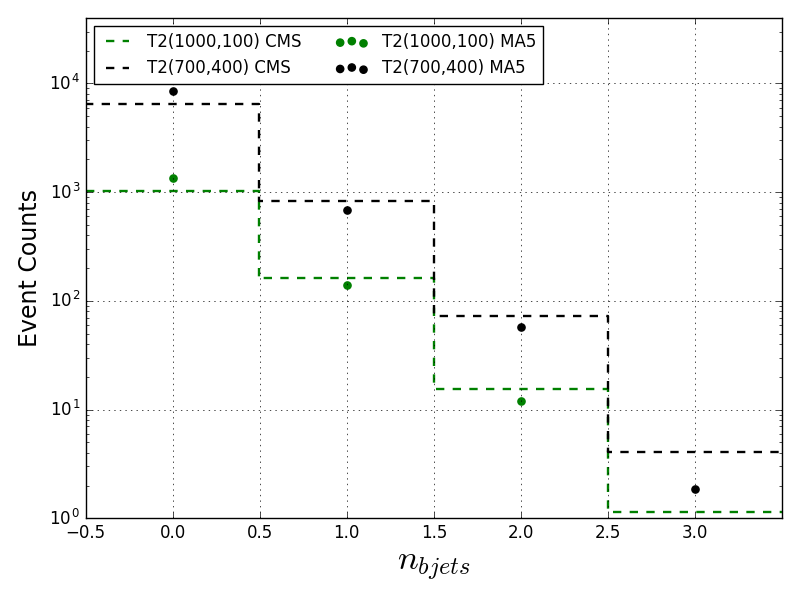 T2(1000,100) CMS T2(1000,100) MA5
T2(700,400) CMS T2(700,400) MA5
10^4
10^3
10^2
10^1
10^0
Event Counts
−0.5 0.0 0.5 1.0 1.5 2.0 2.5 3.0
n_{bjets}